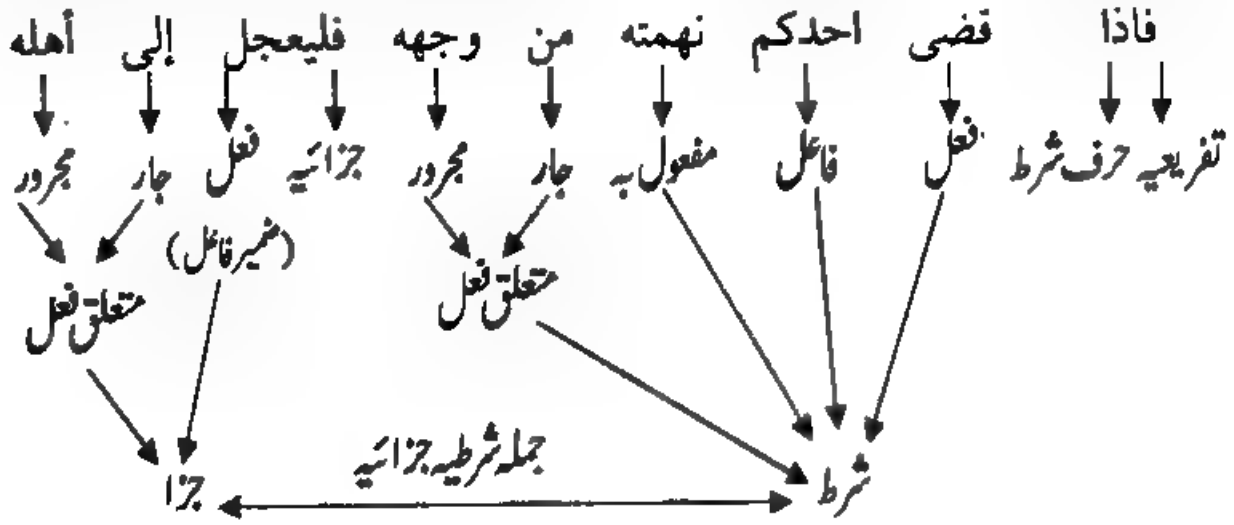 فاذا قضى احدكم نهمته من وجهه فليعجل إلى أهله
تفریعیہ حرف شرط فعل فاعل مفعول بہ جار مجرور جزائیہ فعل جار مجرور
(ضمیر فاعل)
متعلق فعل متعلق فعل
جملہ شرطیہ جزائیہ
شرط جزا